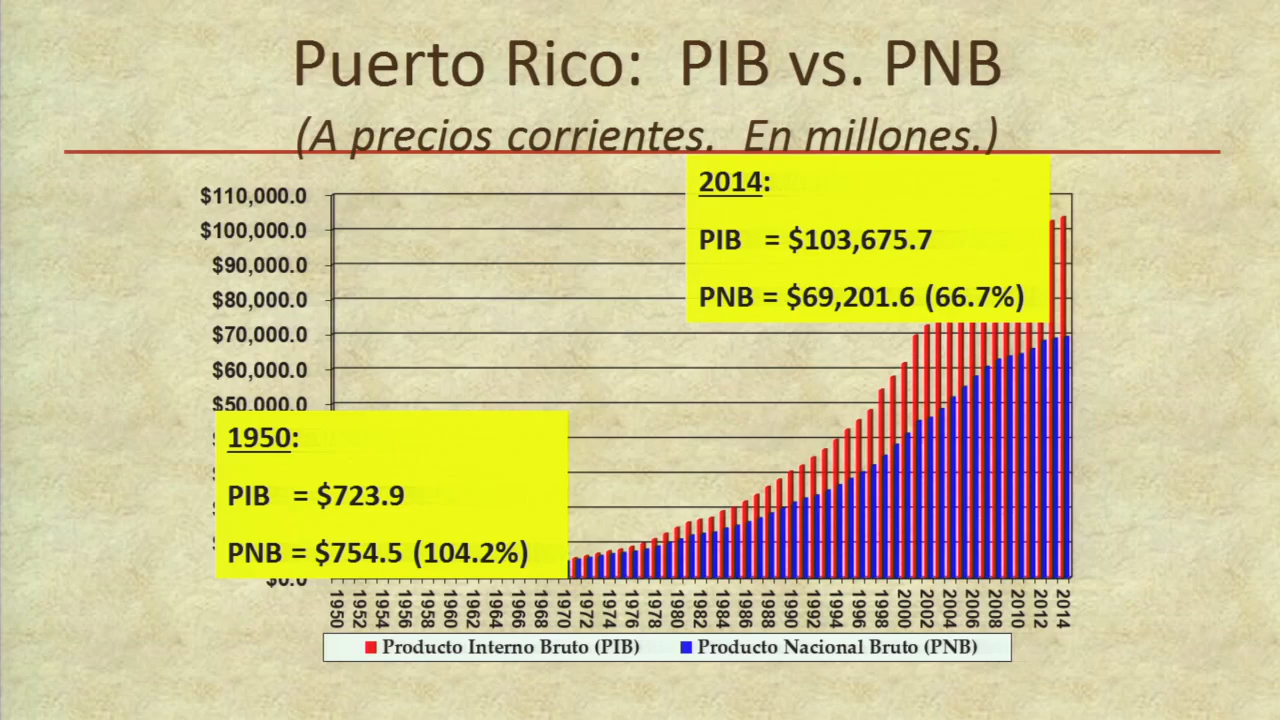 Puerto Rico:  PIB vs. PNB
(A precios corrientes.  En millones.)
2014:
PIB   = $103,675.7
PNB = $69,201.6 (66.7%)
$110,000.0
$100,000.0
$90,000.0
$80,000.0
$70,000.0
$60,000.0
$50,000.0
1950:
PIB   = $723.9
PNB = $754.5 (104.2%)
$0.0
1950 1952 1954 1956 1958 1960 1962 1964 1966 1968 1970 1972 1974 1976 1978 1980 1982 1984 1986 1988 1990 1992 1994 1996 1998 2000 2002 2004 2006 2008 2010 2012 2014
Producto Interno Bruto (PIB)   Producto Nacional Bruto (PNB)